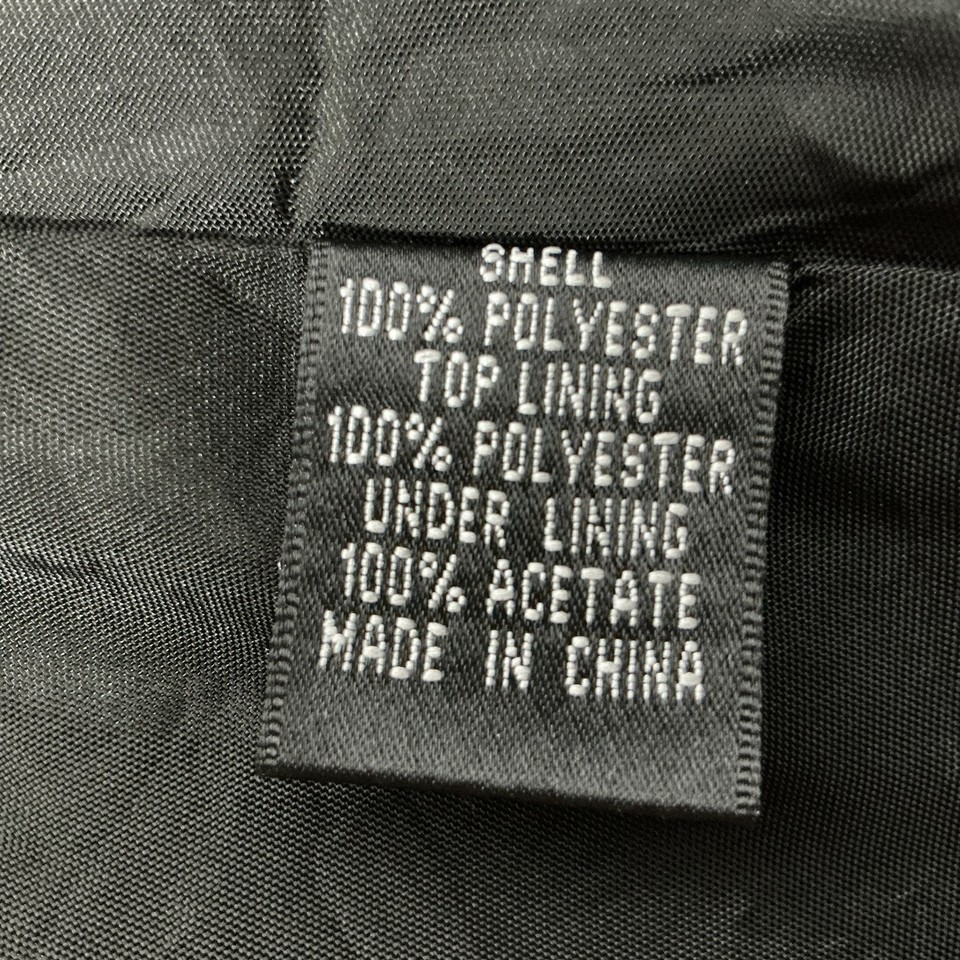 SHELL
100% POLYESTER
TOP LINING
100% POLYESTER
UNDER LINING
100% ACETATE
MADE IN CHINA